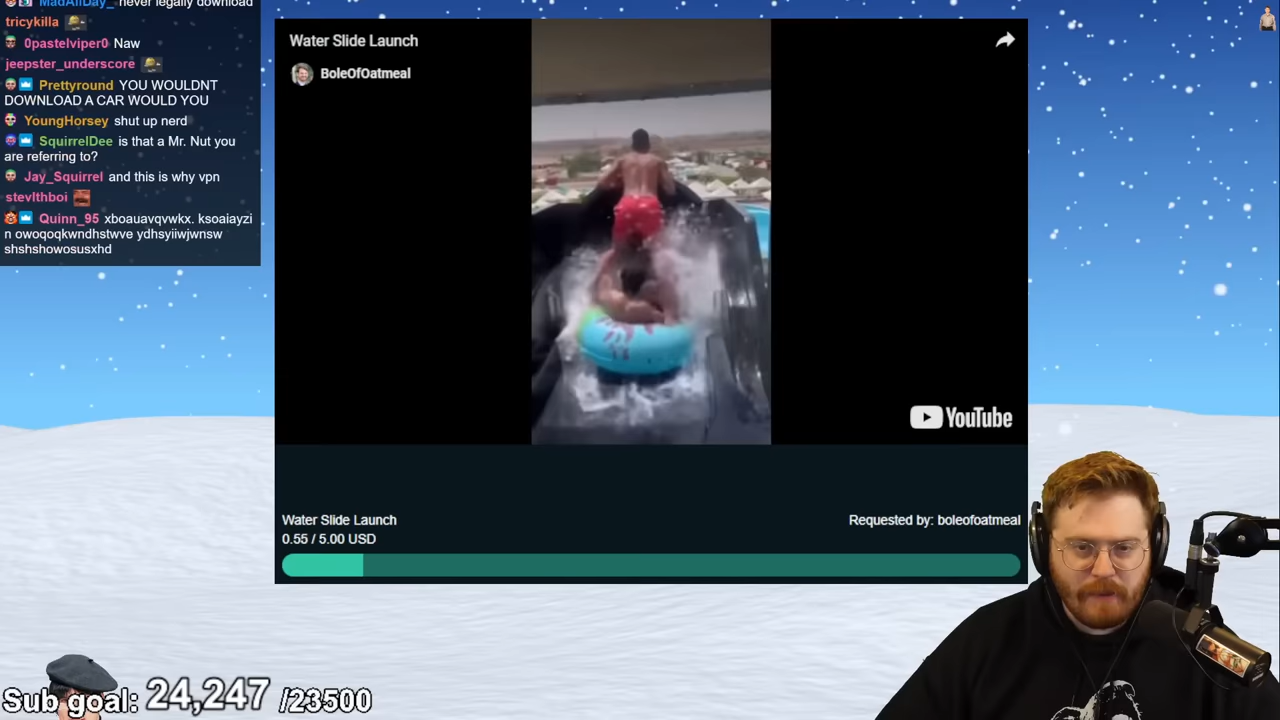 MadAllDay_ never legally download
tricykilla
0pastelviper0 Naw
jeepster_underscore
Prettyround YOU WOULDNT
DOWNLOAD A CAR WOULD YOU
YoungHorsey shut up nerd
SquirrelDee is that a Mr. Nut you
are referring to?
Jay_Squirrel and this is why vpn
stevlthboi
Quinn_95 xboauavqvwkx. ksoaiayzi
n owoqoqkwndhstwve ydhsyiiwjwnsw
shshshowosusxhd
Water Slide Launch
BoleOfOatmeal
YouTube
Water Slide Launch
Requested by: boleofoatmeal
0.55 / 5.00 USD
Sub goal: 24,247 /23500